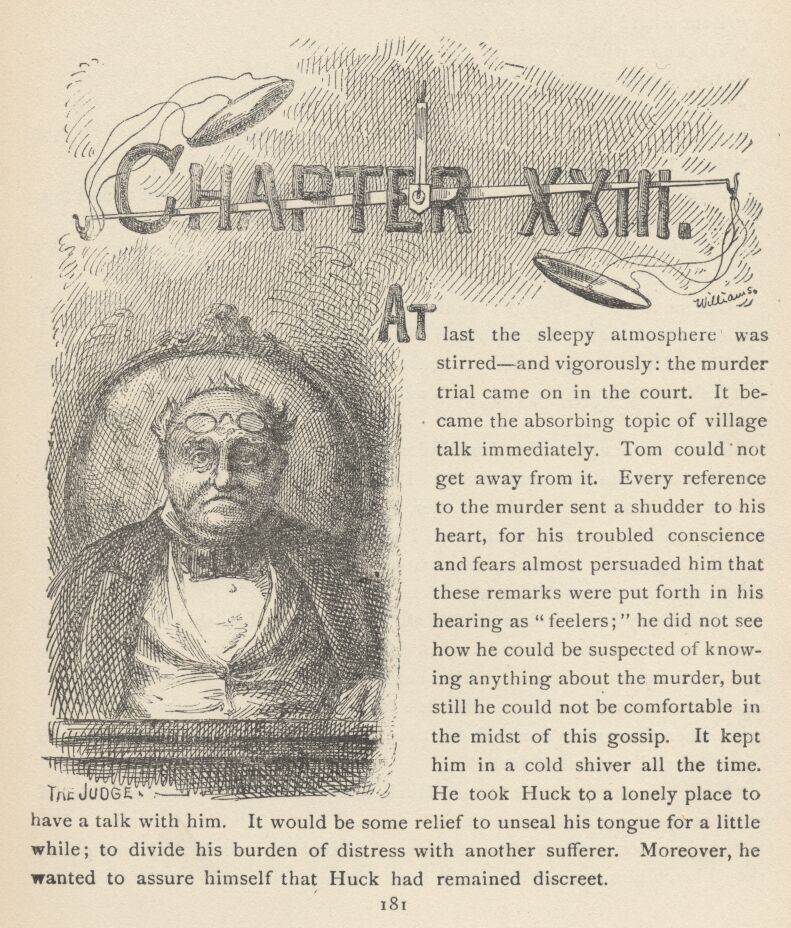 CHAPTER XXIII.
Williams.
AT last the sleepy atmosphere was
stirred—and vigorously: the murder
trial came on in the court. It be-
came the absorbing topic of village
talk immediately. Tom could not
get away from it. Every reference
to the murder sent a shudder to his
heart, for his troubled conscience
and fears almost persuaded him that
these remarks were put forth in his
hearing as "feelers;" he did not see
how he could be suspected of know-
ing anything about the murder, but
still he could not be comfortable in
the midst of this gossip. It kept
him in a cold shiver all the time.
He took Huck to a lonely place to
have a talk with him. It would be some relief to unseal his tongue for a little
while; to divide his burden of distress with another sufferer. Moreover, he
wanted to assure himself that Huck had remained discreet.
THE JUDGE.
181